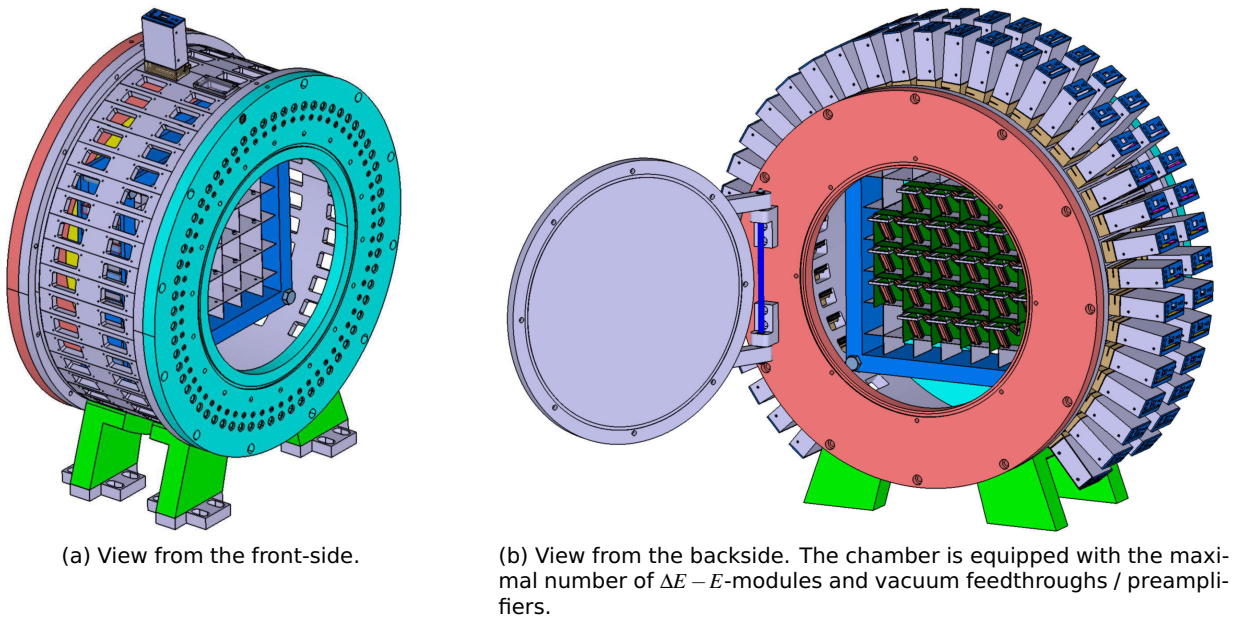 (a) View from the front-side.
(b) View from the backside. The chamber is equipped with the maxi-
mal number of ΔE − E-modules and vacuum feedthroughs / preampli-
fiers.